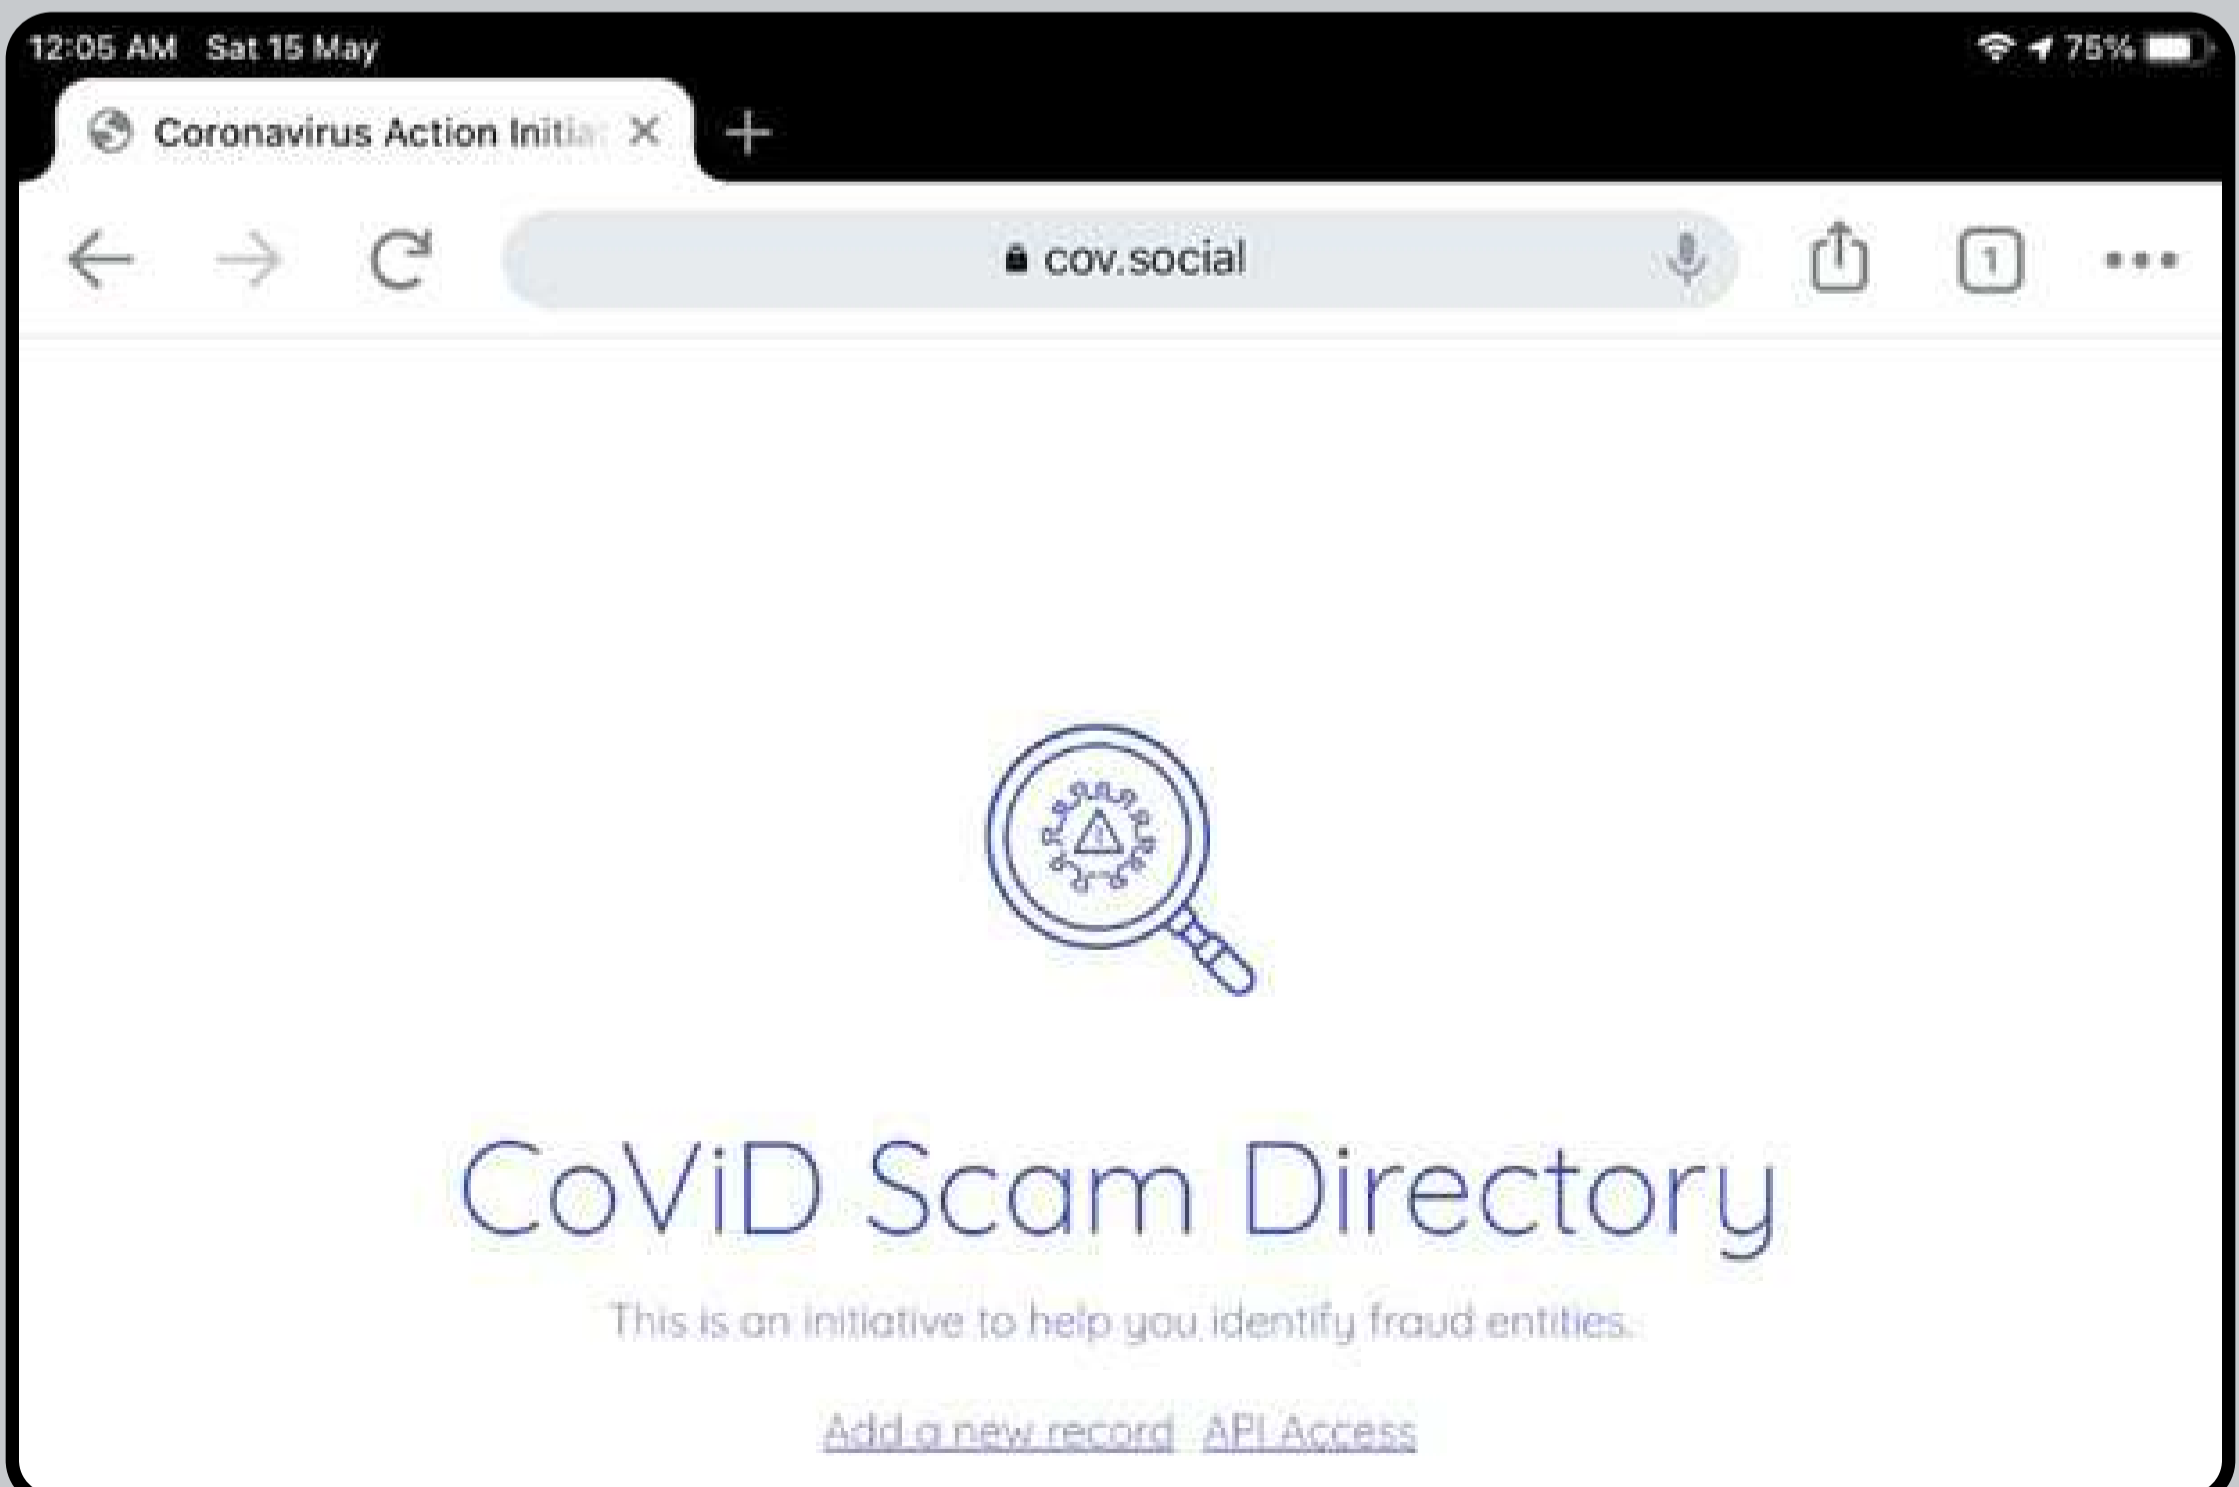 12:05 AM Sat 15 May 75%
Coronavirus Action Initia
cov.social
1
CoViD Scam Directory
This is an initiative to help you identify fraud entities.
Add a new record API Access